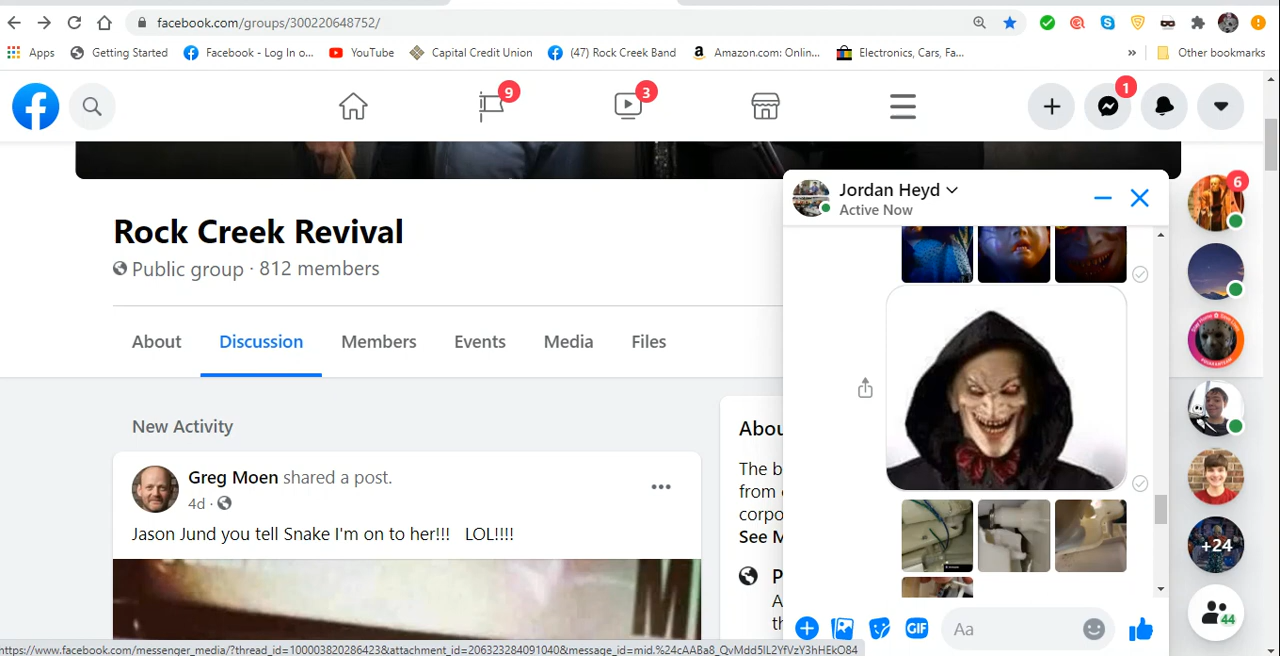 facebook.com/groups/300220648752/
Apps Getting Started Facebook - Log In o... YouTube Capital Credit Union (47) Rock Creek Band Amazon.com: Onlin... Electronics, Cars, Fa... » Other bookmarks
9 3 1
Rock Creek Revival
Public group · 812 members
About Discussion Members Events Media Files
New Activity
Greg Moen shared a post.
4d ·
Jason Jund you tell Snake I'm on to her!!! LOL!!!!
M
Abou
The b
from
corpo
See M
P
A
th
Jordan Heyd
Active Now
GIF
Aa
6
+24
44
https://www.facebook.com/messenger_media/?thread_id=100003820286423&attachment_id=206323284091040&message_id=mid.%24cAABa8_QvMdd5IL2YfVzY3hHEkO84